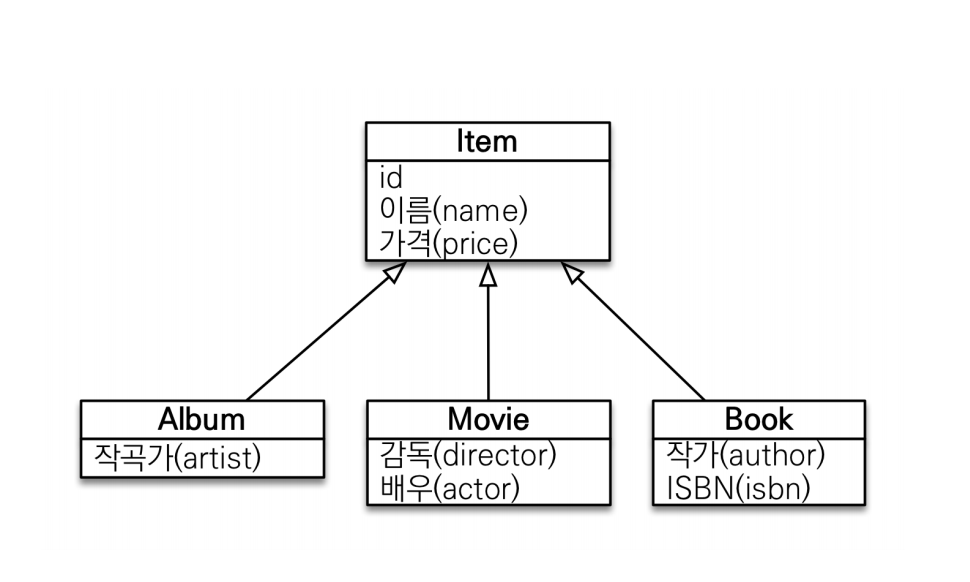 Item
id
이름(name)
가격(price)
Album
작곡가(artist)
Movie
감독(director)
배우(actor)
Book
작가(author)
ISBN(isbn)